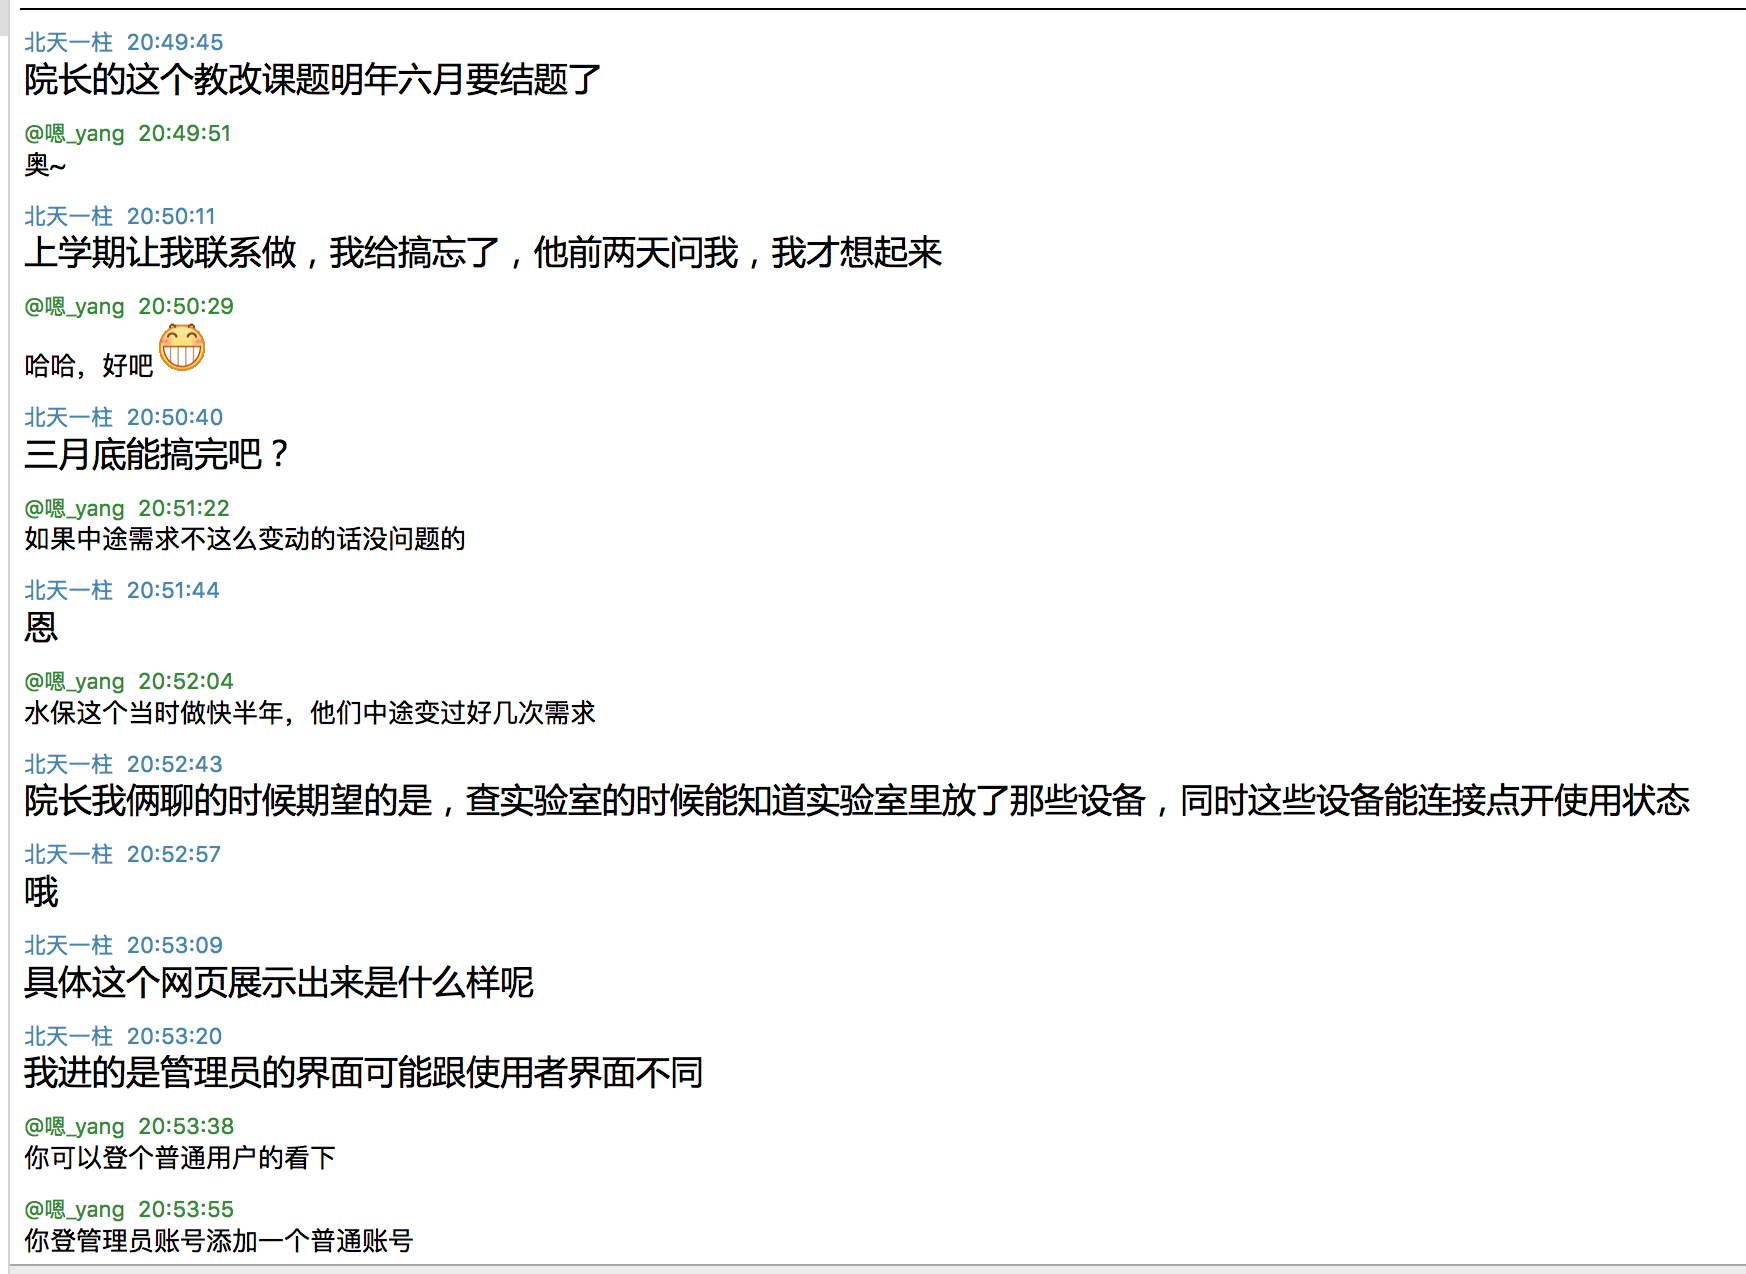 北天一柱 20:49:45
院长的这个教改课题明年六月要结题了
@嗯_yang 20:49:51
奥~
北天一柱 20:50:11
上学期让我联系做，我给搞忘了，他前两天问我，我才想起来
@嗯_yang 20:50:29
哈哈，好吧
北天一柱 20:50:40
三月底能搞完吧？
@嗯_yang 20:51:22
如果中途需求不这么变动的话没问题的
北天一柱 20:51:44
恩
@嗯_yang 20:52:04
水保这个当时做快半年，他们中途变过好几次需求
北天一柱 20:52:43
院长我俩聊的时候期望的是，查实验室的时候能知道实验室里放了那些设备，同时这些设备能连接点开使用状态
北天一柱 20:52:57
哦
北天一柱 20:53:09
具体这个网页展示出来是什么样呢
北天一柱 20:53:20
我进的是管理员的界面可能跟使用者界面不同
@嗯_yang 20:53:38
你可以登个普通用户的看下
@嗯_yang 20:53:55
你登管理员账号添加一个普通账号